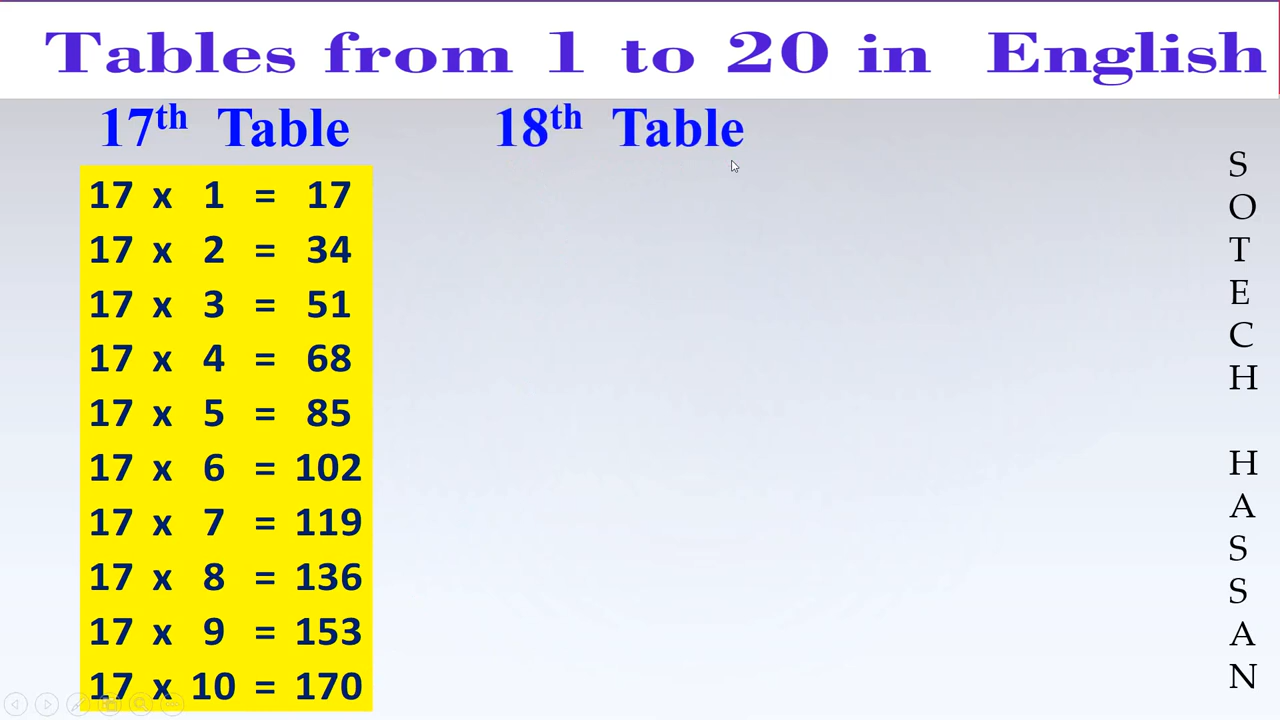 Tables from 1 to 20 in English
17th Table
17 x 1 = 17
17 x 2 = 34
17 x 3 = 51
17 x 4 = 68
17 x 5 = 85
17 x 6 = 102
17 x 7 = 119
17 x 8 = 136
17 x 9 = 153
17 x 10 = 170
18th Table
SOTECH HASSAN